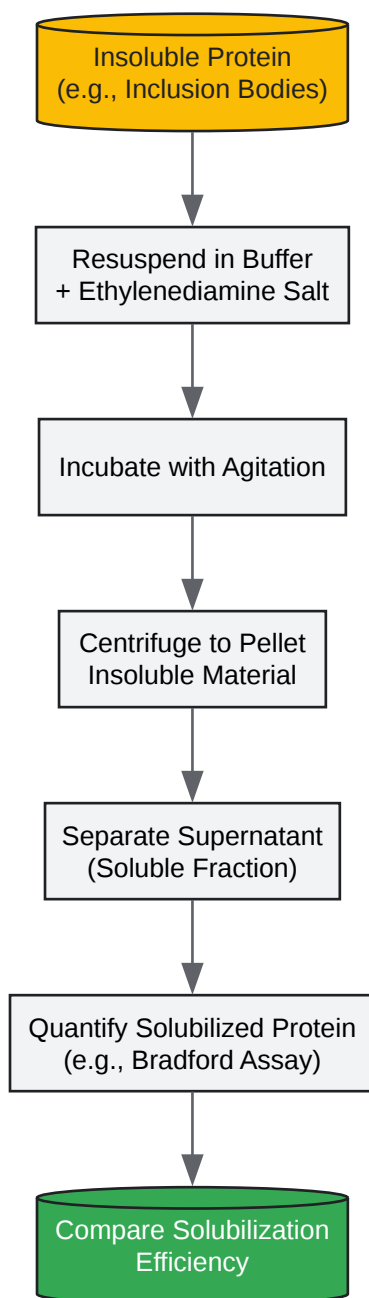 Insoluble Protein
(e.g., Inclusion Bodies)
Resuspend in Buffer
+ Ethylenediamine Salt
Incubate with Agitation
Centrifuge to Pellet
Insoluble Material
Separate Supernatant
(Soluble Fraction)
Quantify Solubilized Protein
(e.g., Bradford Assay)
Compare Solubilization
Efficiency